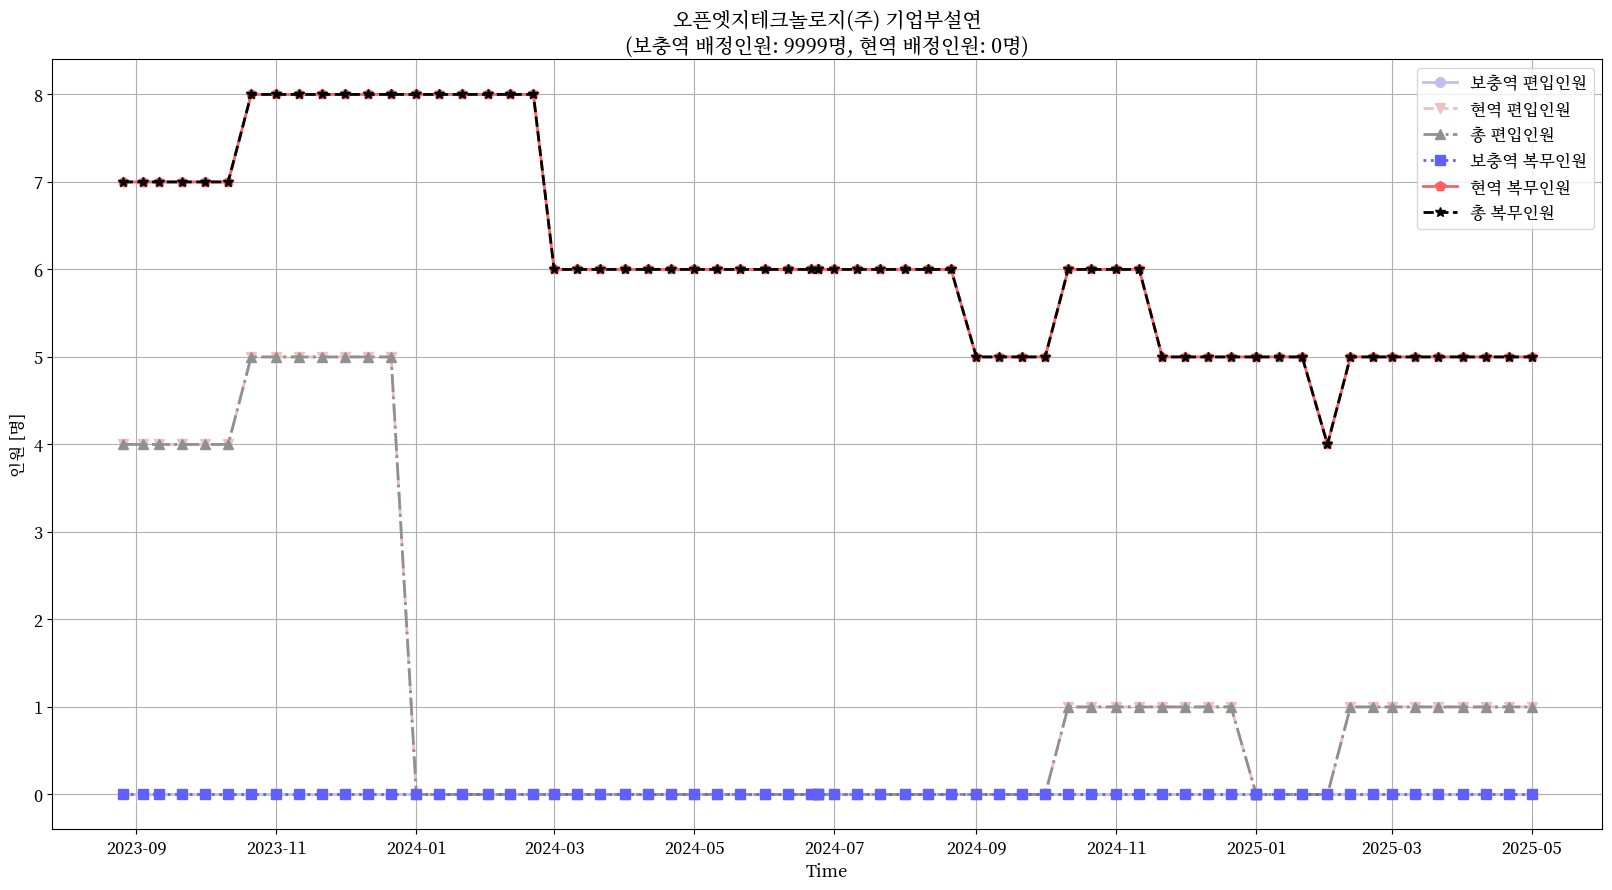 오픈엣지테크놀로지(주) 기업부설연
(보충역 배정인원: 9999명, 현역 배정인원: 0명)
보충역 편입인원
현역 편입인원
총 편입인원
보충역 복무인원
현역 복무인원
총 복무인원
인원 [명]
8
7
6
5
4
3
2
1
0
2023-09
2023-11
2024-01
2024-03
2024-05
2024-07
2024-09
2024-11
2025-01
2025-03
2025-05
Time